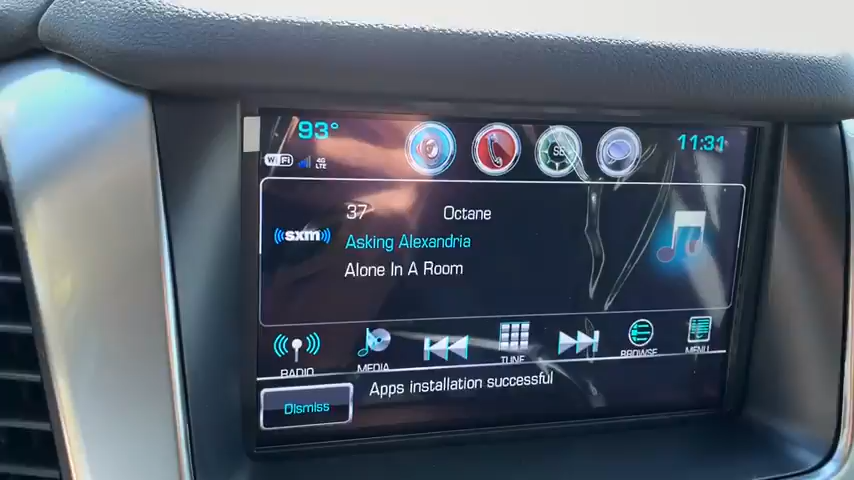 93°
11:31
WiFi
4G
LTE
37 Octane
sxm
Asking Alexandria
Alone In A Room
RADIO
MEDIA
TUNE
BROWSE
MENU
Apps installation successful
Dismiss